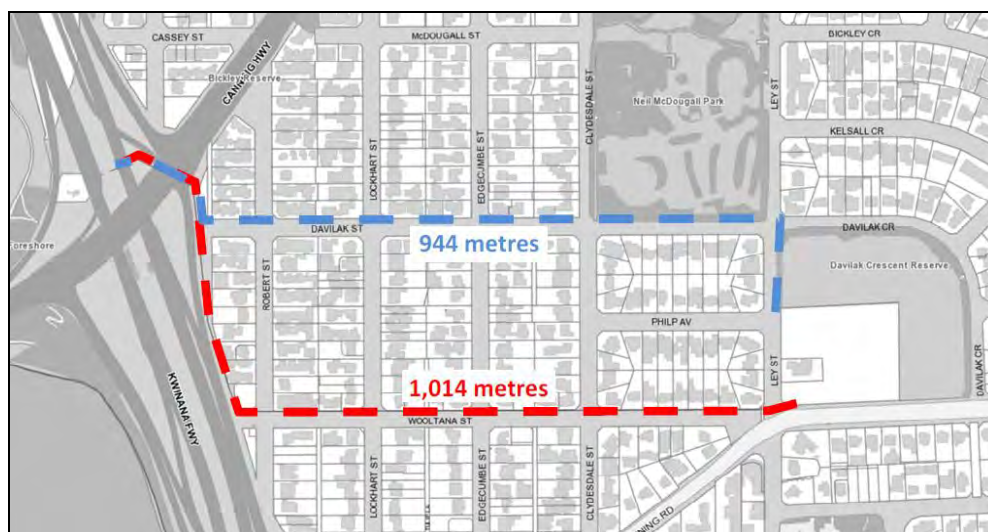 CASSEY ST
McDOUGALL ST
BICKLEY CR
Bickley Reserve
CANNING HWY
CLYDESDALE ST
Neil McDougall Park
LEY ST
KELSALL CR
LOCKHART ST
EDGECUMBE ST
DAVILAK ST
944 metres
DAVILAK CR
Davilak Crescent Reserve
ROBERT ST
PHILP AV
LEY ST
DAVILAK CR
KWINANA FWY
1,014 metres
WOOLTANA ST
LOCKHART ST
EDGECUMBE ST
CLYDESDALE ST
NING RD